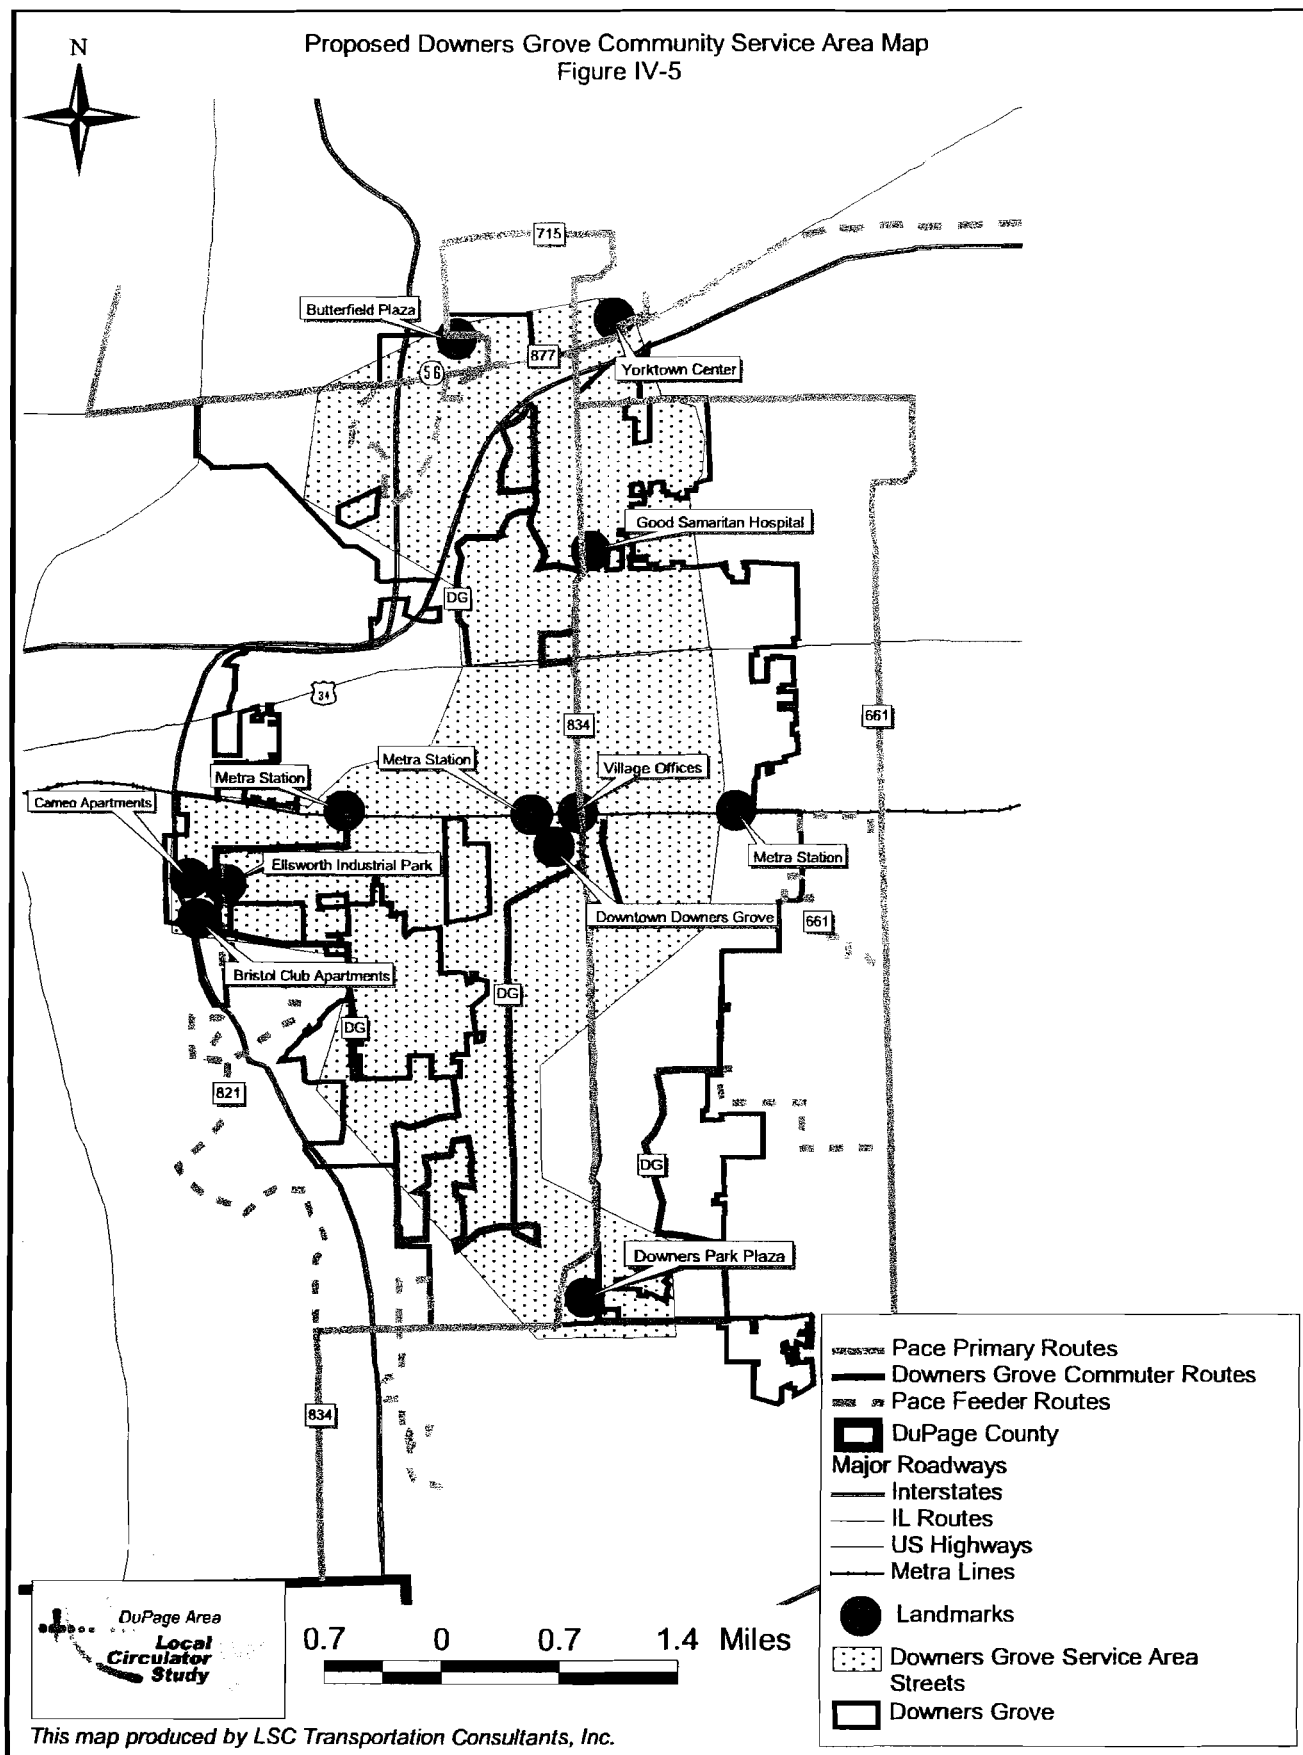 Proposed Downers Grove Community Service Area Map
Figure IV-5
N
715
Butterfield Plaza
877
56
Yorktown Center
Good Samaritan Hospital
DG
34
834
661
Metra Station
Village Offices
Metra Station
Cameo Apartments
Ellsworth Industrial Park
Metra Station
Downtown Downers Grove
661
Bristol Club Apartments
DG
DG
821
DG
Downers Park Plaza
834
Pace Primary Routes
Downers Grove Commuter Routes
Pace Feeder Routes
DuPage County
Major Roadways
Interstates
IL Routes
US Highways
Metra Lines
Landmarks
Downers Grove Service Area
Streets
Downers Grove
DuPage Area
Local
Circulator
Study
0.7 0 0.7 1.4 Miles
This map produced by LSC Transportation Consultants, Inc.